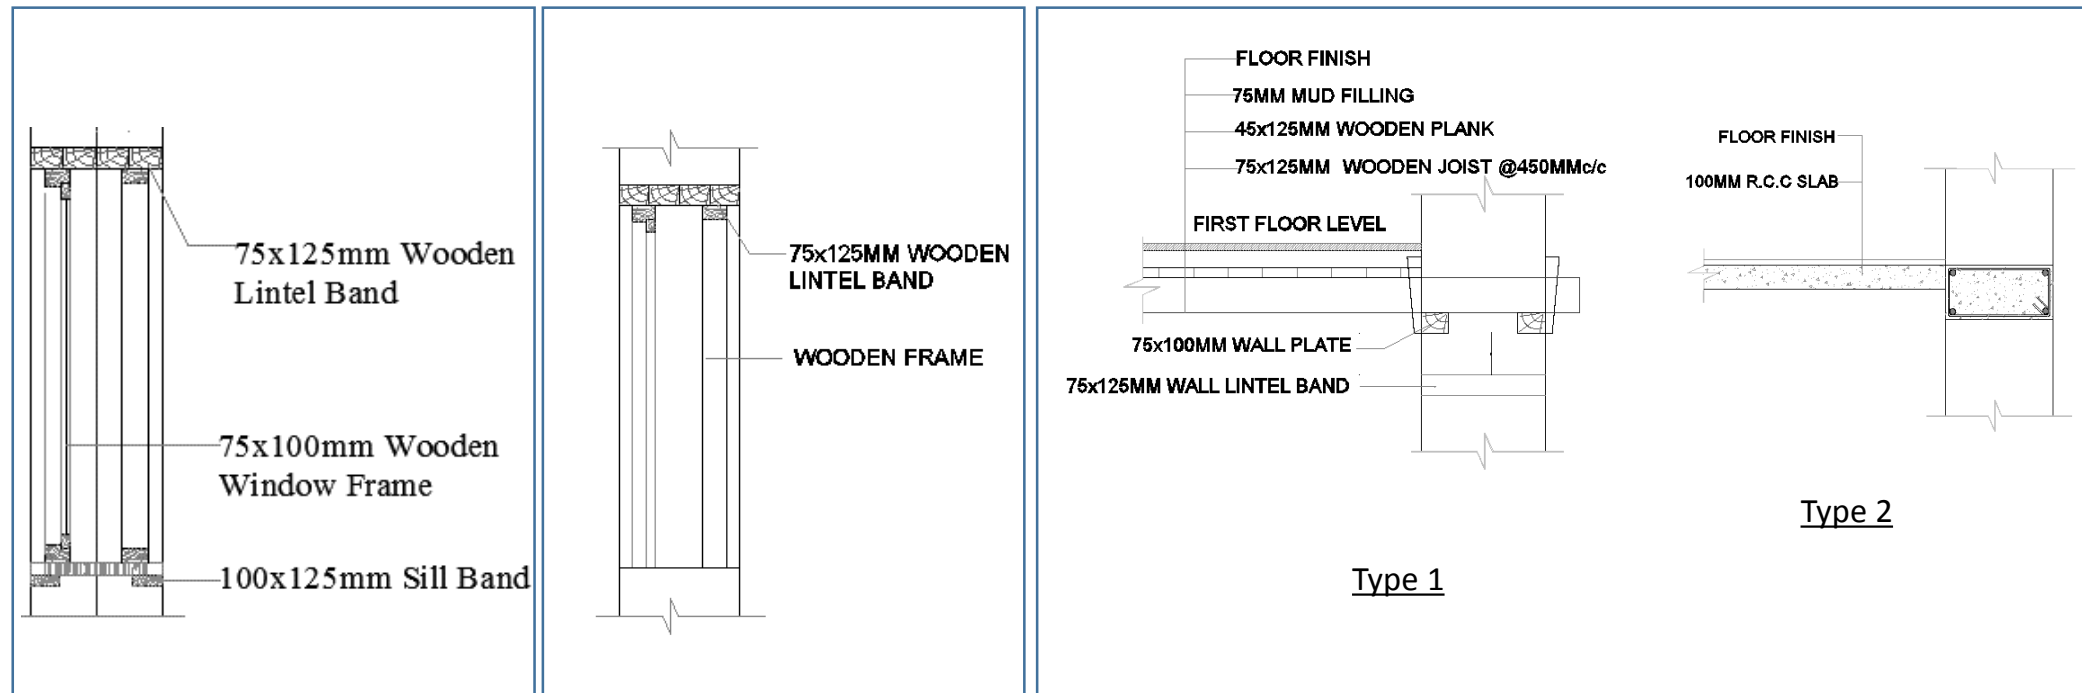 75x125mm Wooden
Lintel Band
75x100mm Wooden
Window Frame
100x125mm Sill Band
75x125MM WOODEN
LINTEL BAND
WOODEN FRAME
FLOOR FINISH
75MM MUD FILLING
45x125MM WOODEN PLANK
75x125MM WOODEN JOIST @450MMc/c
FIRST FLOOR LEVEL
75x100MM WALL PLATE
75x125MM WALL LINTEL BAND
Type 1
FLOOR FINISH
100MM R.C.C SLAB
Type 2